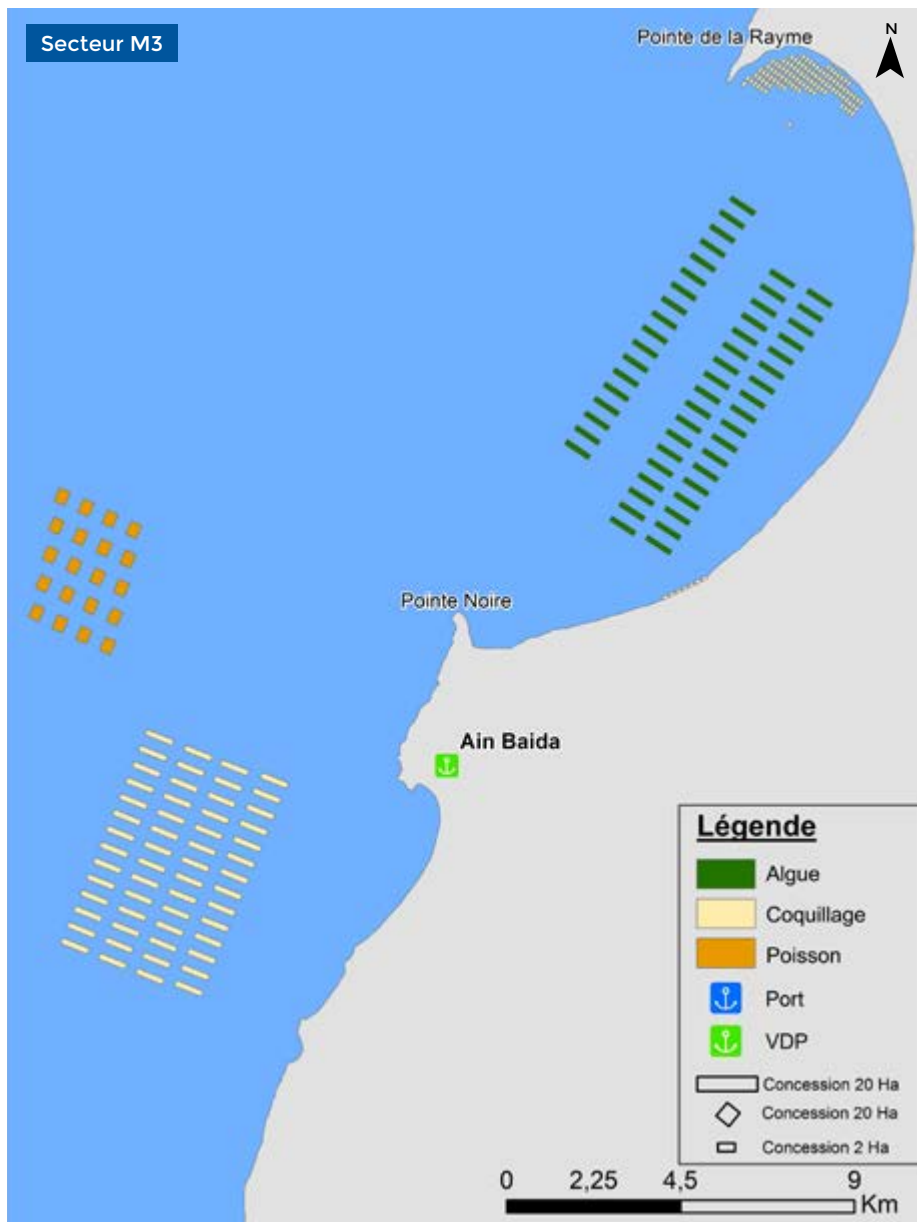 Secteur M3
Pointe de la Rayme
N
Pointe Noire
Ain Baida
Légende
Algue
Coquillage
Poisson
Port
VDP
Concession 20 Ha
Concession 20 Ha
Concession 2 Ha
0 2,25 4,5 9
Km